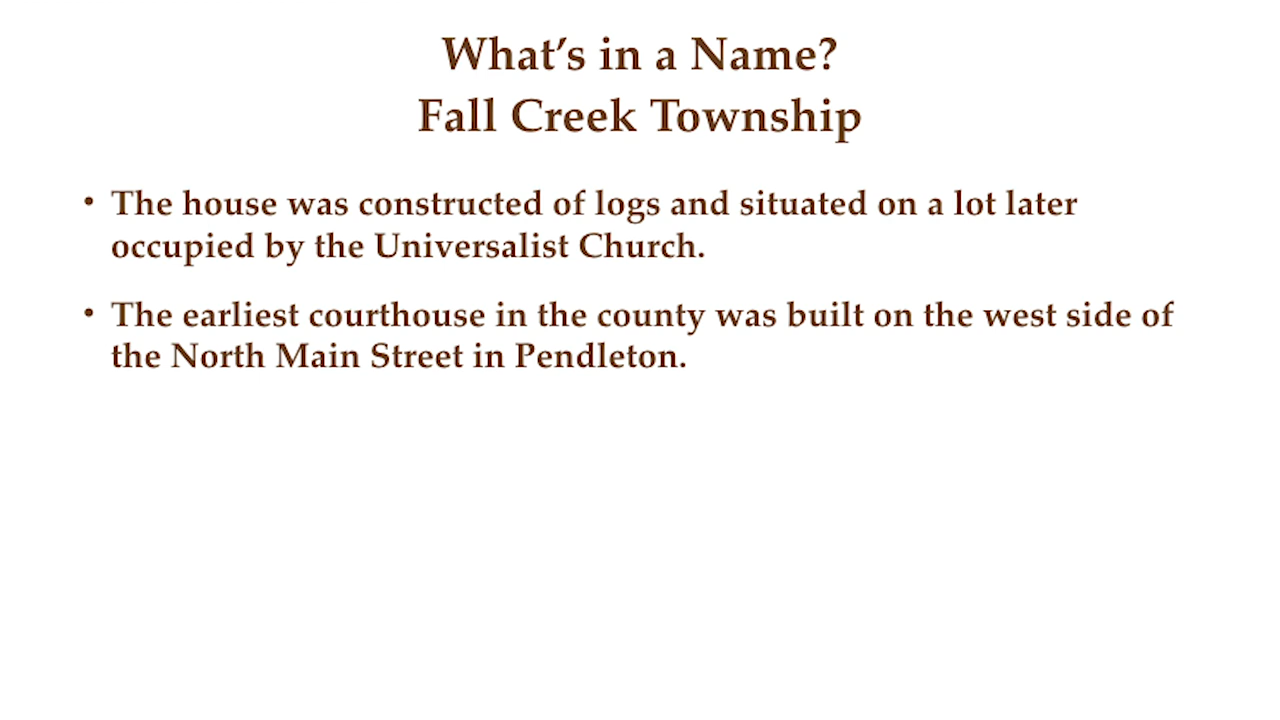 What’s in a Name?
Fall Creek Township
• The house was constructed of logs and situated on a lot later
occupied by the Universalist Church.
• The earliest courthouse in the county was built on the west side of
the North Main Street in Pendleton.